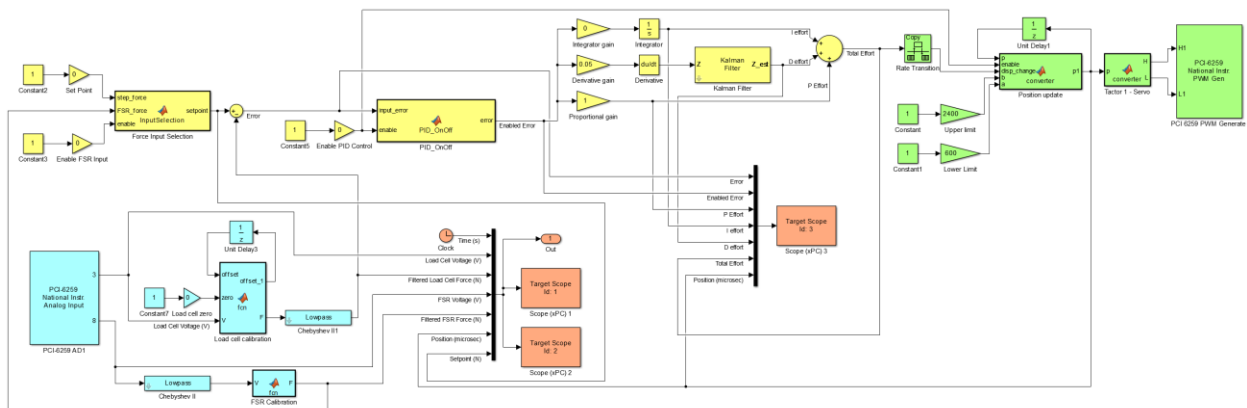 1
Constant2
0
Set Point
1
Constant3
0
Enable FSR Input
step_force
FSR_force
enable
InputSelection
setpoint
Force Input Selection
Error
1
Constant5
0
Enable PID Control
input_error
enable
PID_OnOff
error
PID_OnOff
Enabled Error
0
Integrator gain
1
s
Integrator
I effort
0.05
Derivative gain
du/dt
Derivative
Z
Kalman
Filter
Z_est
Kalman Filter
D effort
1
Proportional gain
P Effort
Total Effort
Copy
Rate Transition
1
Constant
2400
Upper limit
1
Constant1
600
Lower Limit
1
z
Unit Delay1
p
enable
disp_change
b
a
converter
p1
Position update
p
converter
H
L
Tactor 1 - Servo
H1
L1
PCI-6259
National Instr.
PWM Gen
PCI 6259 PWM Generate
Error
Enabled Error
P Effort
I effort
D effort
Total Effort
Position (microsec)
Target Scope
Id: 3
Scope (xPC) 3
PCI-6259
National Instr.
Analog Input
3
8
PCI-6259 AD1
1
z
Unit Delay3
1
Constant7
0
Load cell zero
Load Cell Voltage (V)
offset
zero
V
fcn
offset_1
F
Load cell calibration
Lowpass
Chebyshev II1
Lowpass
Chebyshev II
V
fcn
F
FSR Calibration
Clock
Time (s)
Load Cell Voltage (V)
Filtered Load Cell Force (N)
FSR Voltage (V)
Filtered FSR Force (N)
Position (microsec)
Setpoint (N)
1
Out
Target Scope
Id: 1
Scope (xPC) 1
Target Scope
Id: 2
Scope (xPC) 2